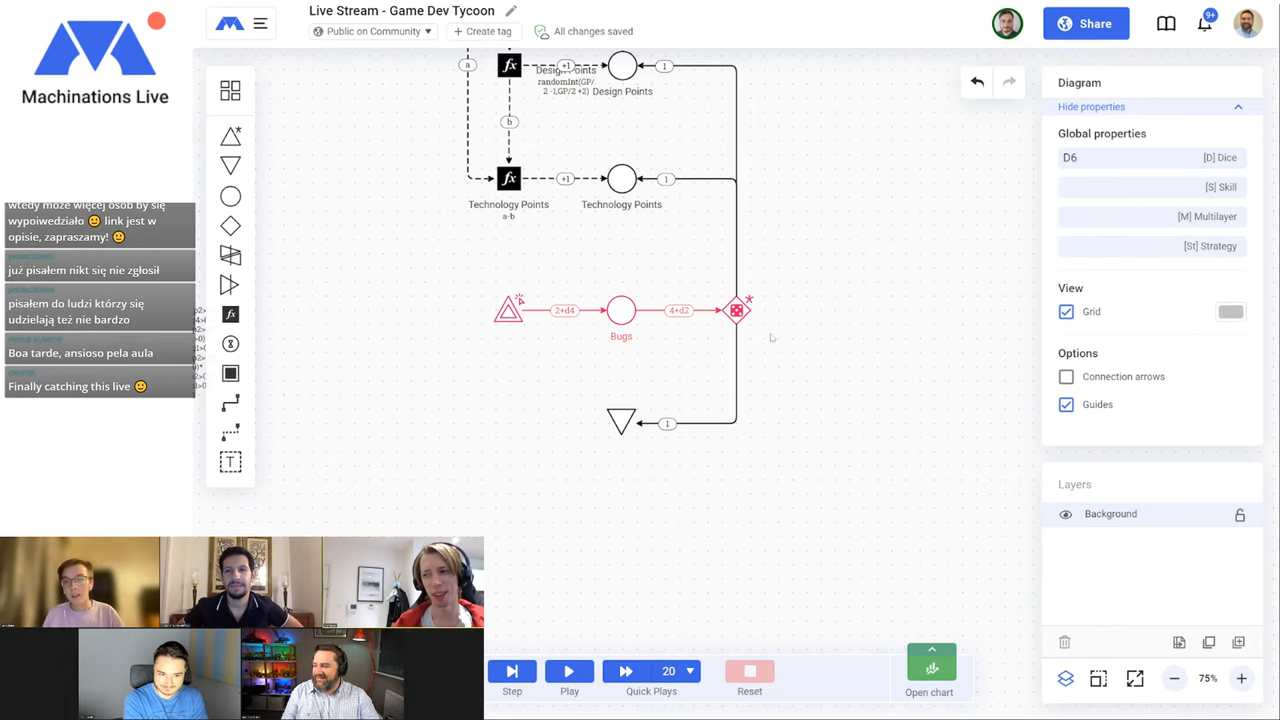 Machinations Live
Live Stream - Game Dev Tycoon
Public on Community
+ Create tag
All changes saved
Share
9+
wtedy może więcej osób by się
wypoiwedziało 🙂 link jest w
opisie, zapraszamy! 🙂
już pisałem nikt się nie zgłosił
pisałem do ludzi którzy się
udzielają też nie bardzo
Boa tarde, ansioso pela aula
Finally catching this live 🙂
a
fx
+1
1
Design Points
randomInt(GP/
2 -1,GP/2 +2)
Design Points
b
fx
+1
1
Technology Points
a-b
Technology Points
2+d4
4+d2
Bugs
1
fx
T
Diagram
Hide properties
Global properties
D6
[D] Dice
[S] Skill
[M] Multilayer
[St] Strategy
View
Grid
Options
Connection arrows
Guides
Layers
Background
Step
Play
20
Quick Plays
Reset
Open chart
75%